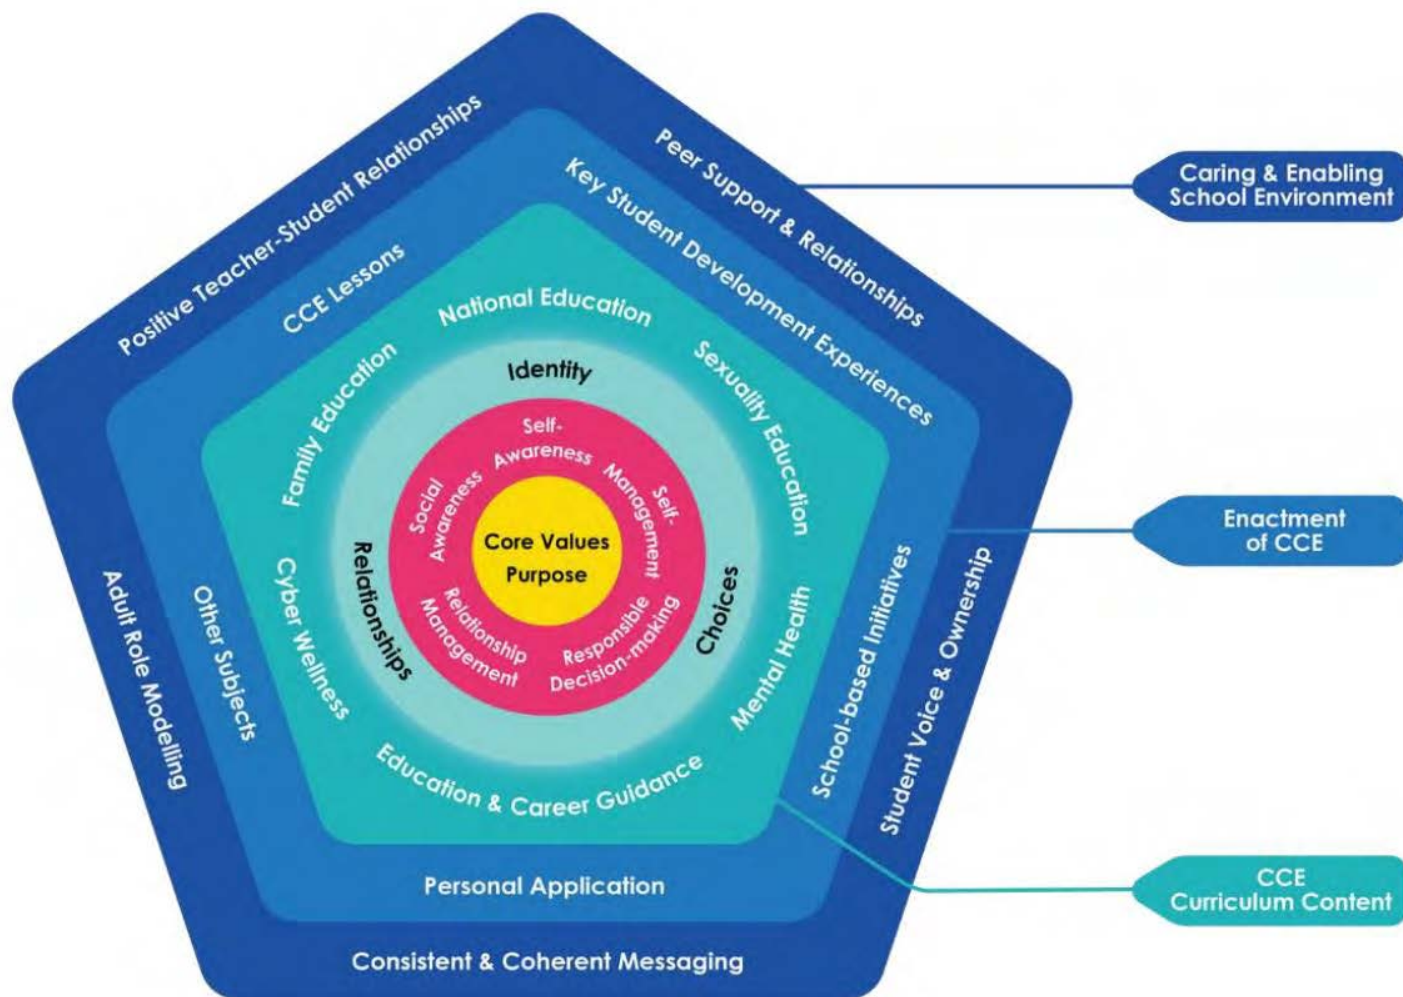 Positive Teacher-Student Relationships
Peer Support & Relationships
Student Voice & Ownership
Consistent & Coherent Messaging
Adult Role Modelling
CCE Lessons
Key Student Development Experiences
School-based Initiatives
Personal Application
Other Subjects
National Education
Sexuality Education
Mental Health
Education & Career Guidance
Cyber Wellness
Family Education
Identity
Choices
Relationships
Self-
Awareness
Self-
Management
Responsible
Decision-making
Relationship
Management
Social
Awareness
Core Values
Purpose
Caring & Enabling
School Environment
Enactment
of CCE
CCE
Curriculum Content